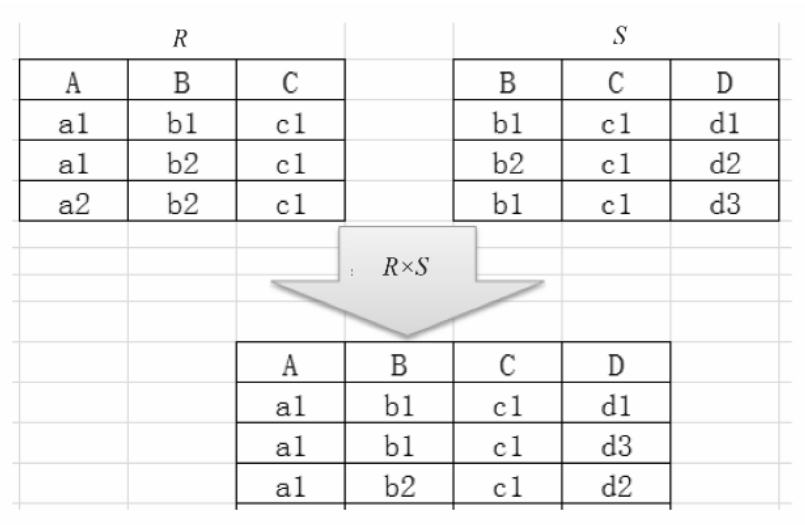 R S
A B C B C D
a1 b1 c1 b1 c1 d1
a1 b2 c1 b2 c1 d2
a2 b2 c1 b1 c1 d3
R×S
A B C D
a1 b1 c1 d1
a1 b1 c1 d3
a1 b2 c1 d2